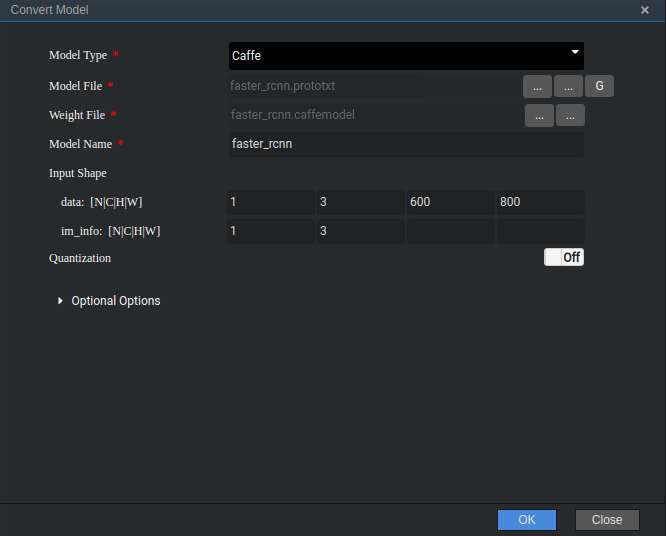 Convert Model ×
Model Type * Caffe
Model File * faster_rcnn.prototxt ... ... G
Weight File * faster_rcnn.caffemodel ... ...
Model Name * faster_rcnn
Input Shape
data: [N|C|H|W] 1 3 600 800
im_info: [N|C|H|W] 1 3
Quantization Off
Optional Options
OK Close